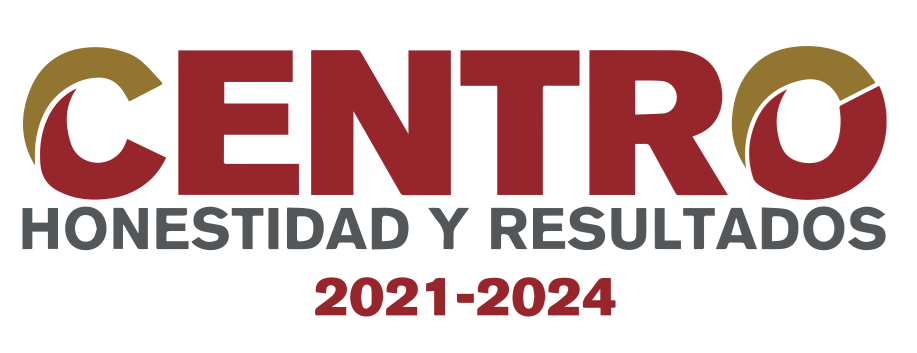 CENTRO
HONESTIDAD Y RESULTADOS
2021-2024